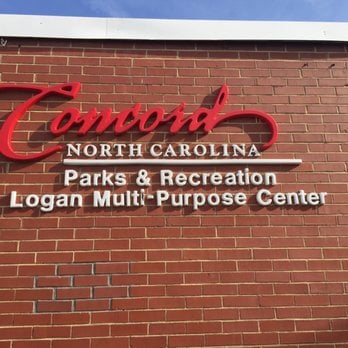 Concord
NORTH CAROLINA
Parks & Recreation
Logan Multi-Purpose Center